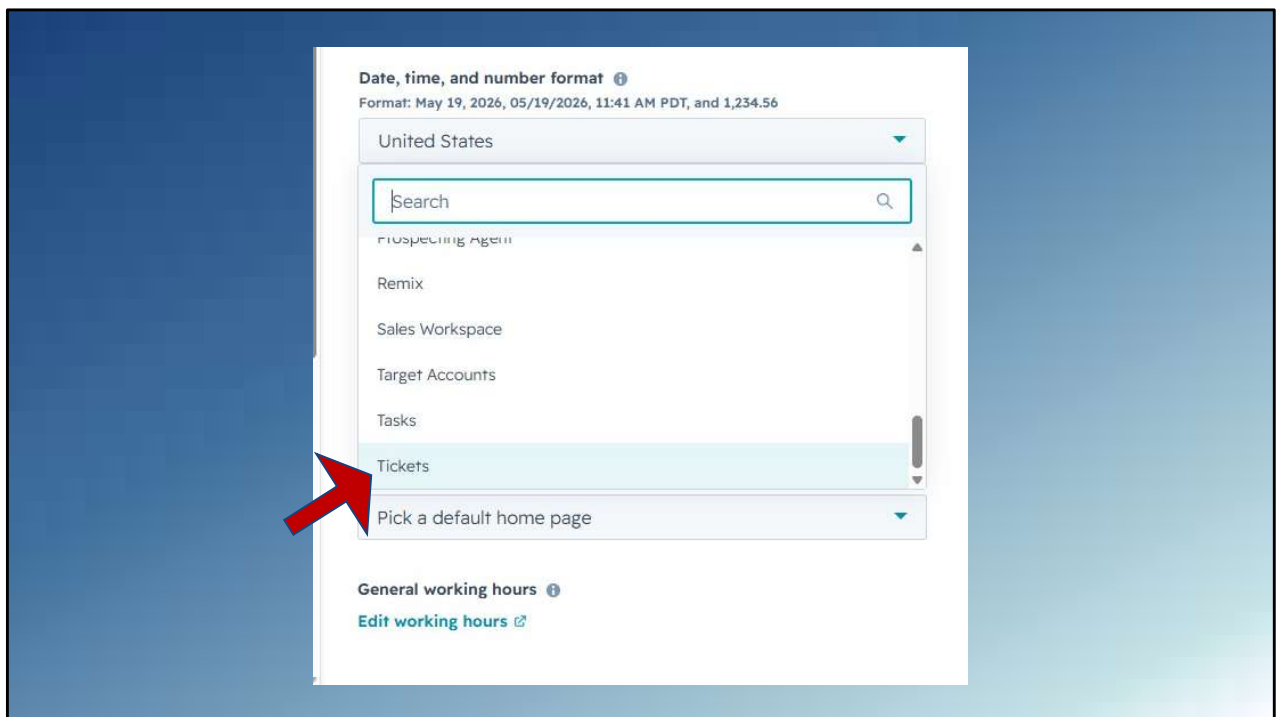 Date, time, and number format
Format: May 19, 2026, 05/19/2026, 11:41 AM PDT, and 1,234.56
United States
Search
Prospecting Agent
Remix
Sales Workspace
Target Accounts
Tasks
Tickets
Pick a default home page
General working hours
Edit working hours